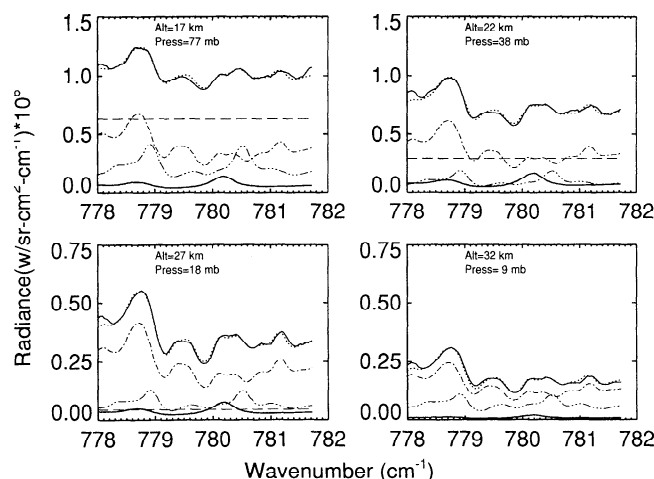 Radiance(w/sr-cm²-cm⁻¹)*10⁶
Alt=17 km
Press=77 mb
1.5
1.0
0.5
0.0
778 779 780 781 782
Alt=22 km
Press=38 mb
1.5
1.0
0.5
0.0
778 779 780 781 782
Alt=27 km
Press=18 mb
0.75
0.50
0.25
0.00
778 779 780 781 782
Alt=32 km
Press= 9 mb
0.75
0.50
0.25
0.00
778 779 780 781 782
Wavenumber (cm⁻¹)